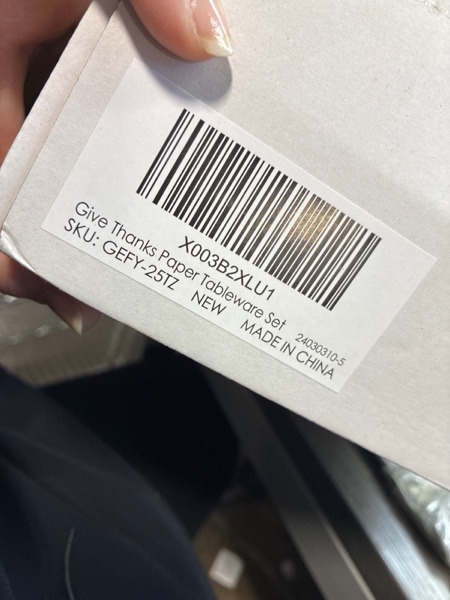 X003B2XLU1
Give Thanks Paper Tableware Set 24030310-5
SKU: GEFY-25TZ NEW MADE IN CHINA